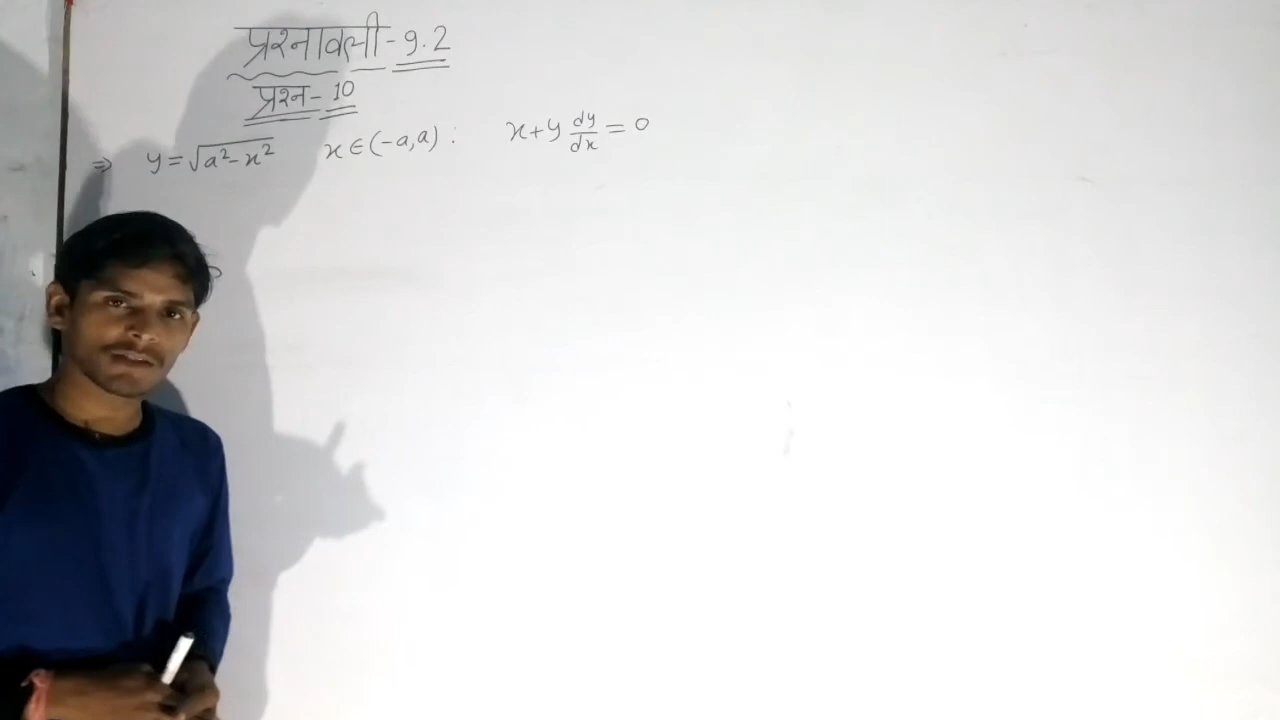 प्रश्नावली - 9.2
प्रश्न - 10
⇒ y = √(a² - x²) x ∈ (-a, a) : x + y dy/dx = 0